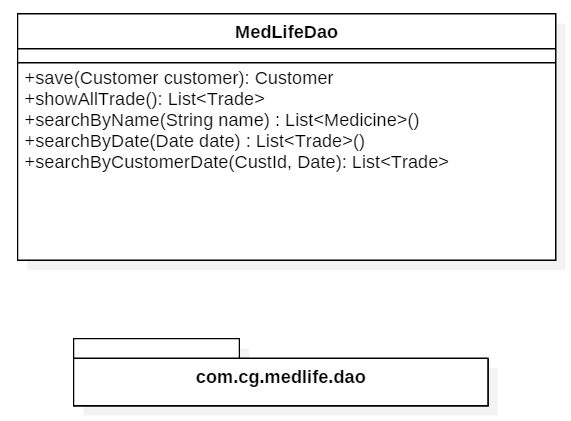 MedLifeDao
+save(Customer customer): Customer
+showAllTrade(): List<Trade>
+searchByName(String name) : List<Medicine>()
+searchByDate(Date date) : List<Trade>()
+searchByCustomerDate(CustId, Date): List<Trade>
com.cg.medlife.dao